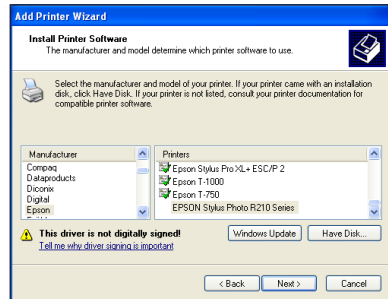 Add Printer Wizard
Install Printer Software
The manufacturer and model determine which printer software to use.
Select the manufacturer and model of your printer. If your printer came with an installation
disk, click Have Disk. If your printer is not listed, consult your printer documentation for
compatible printer software.
Manufacturer
Compaq
Dataproducts
Diconix
Digital
Epson
Printers
Epson Stylus Pro XL+ ESC/P 2
Epson T-1000
Epson T-750
EPSON Stylus Photo R210 Series
This driver is not digitally signed!
Tell me why driver signing is important
Windows Update
Have Disk...
< Back
Next >
Cancel